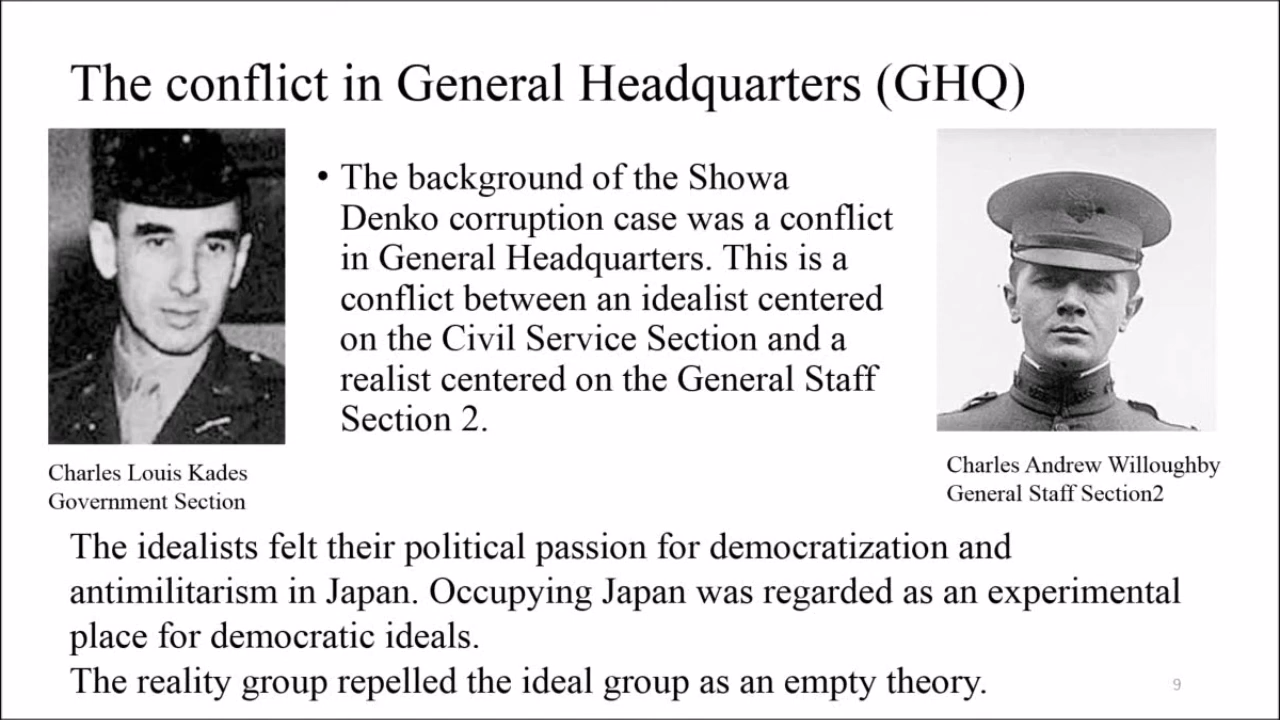 The conflict in General Headquarters (GHQ)
• The background of the Showa
Denko corruption case was a conflict
in General Headquarters. This is a
conflict between an idealist centered
on the Civil Service Section and a
realist centered on the General Staff
Section 2.
Charles Louis Kades
Government Section
Charles Andrew Willoughby
General Staff Section2
The idealists felt their political passion for democratization and
antimilitarism in Japan. Occupying Japan was regarded as an experimental
place for democratic ideals.
The reality group repelled the ideal group as an empty theory.
9